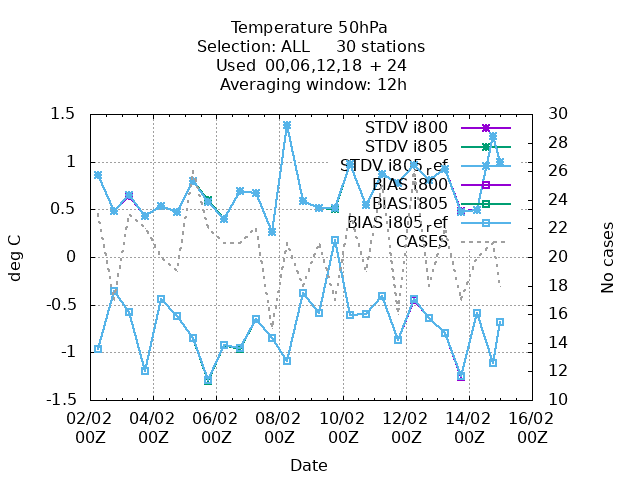 Temperature 50hPa
Selection: ALL 30 stations
Used 00,06,12,18 + 24
Averaging window: 12h
1.5
1
0.5
0
-0.5
-1
-1.5
deg C
STDV i800
STDV i805
STDV i805ref
BIAS i800
BIAS i805
BIAS i805ref
CASES
30
28
26
24
22
20
18
16
14
12
10
No cases
02/02 04/02 06/02 08/02 10/02 12/02 14/02 16/02
00Z 00Z 00Z 00Z 00Z 00Z 00Z 00Z
Date